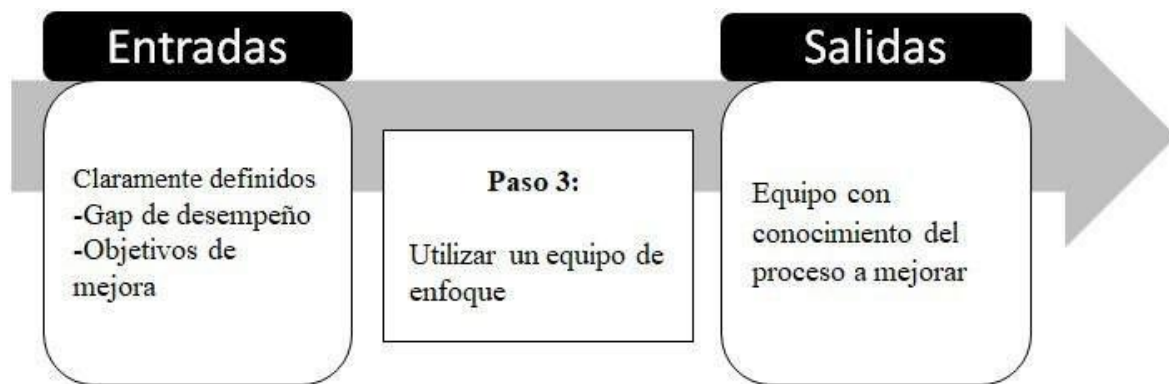 Entradas
Salidas
Claramente definidos
-Gap de desempeño
-Objetivos de
mejora
Paso 3:
Utilizar un equipo de
enfoque
Equipo con
conocimiento del
proceso a mejorar